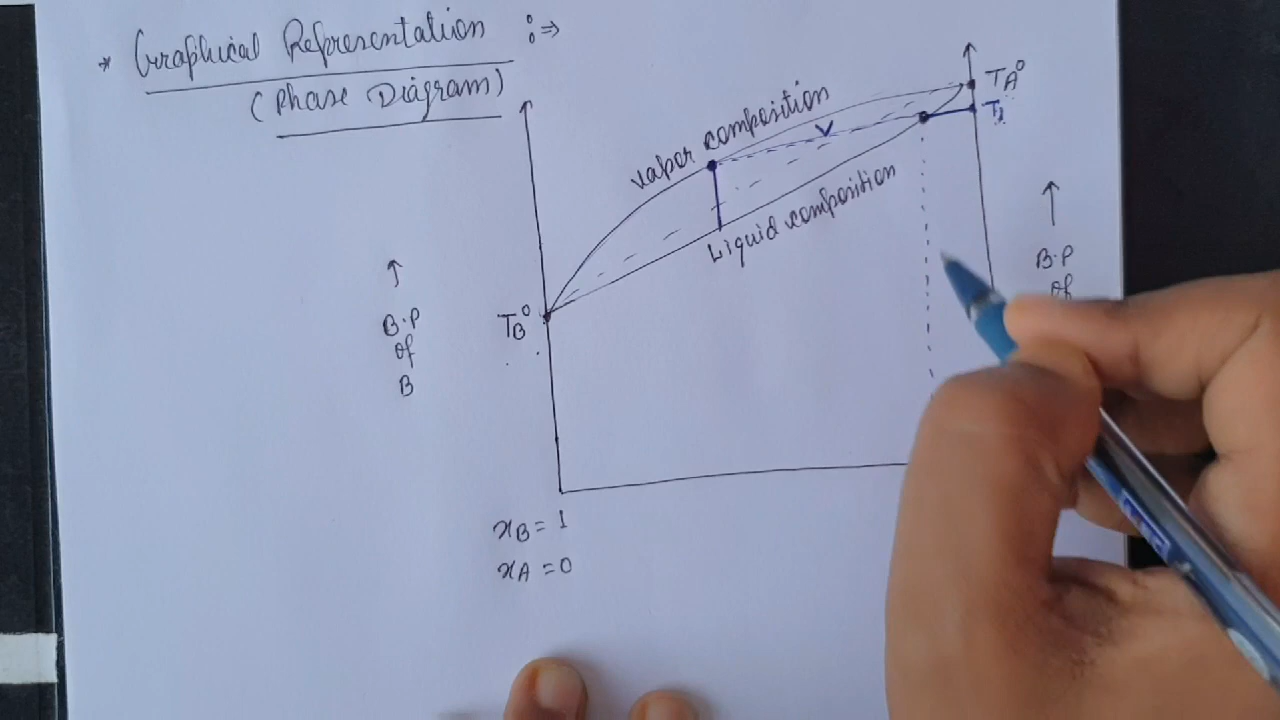 * Graphical Representation :⇒
(Phase Diagram)
Vapor composition
V
Liquid composition
TA°
T1
TB°
↑
B.P
of
B
↑
B.P
of
xB = 1
xA = 0